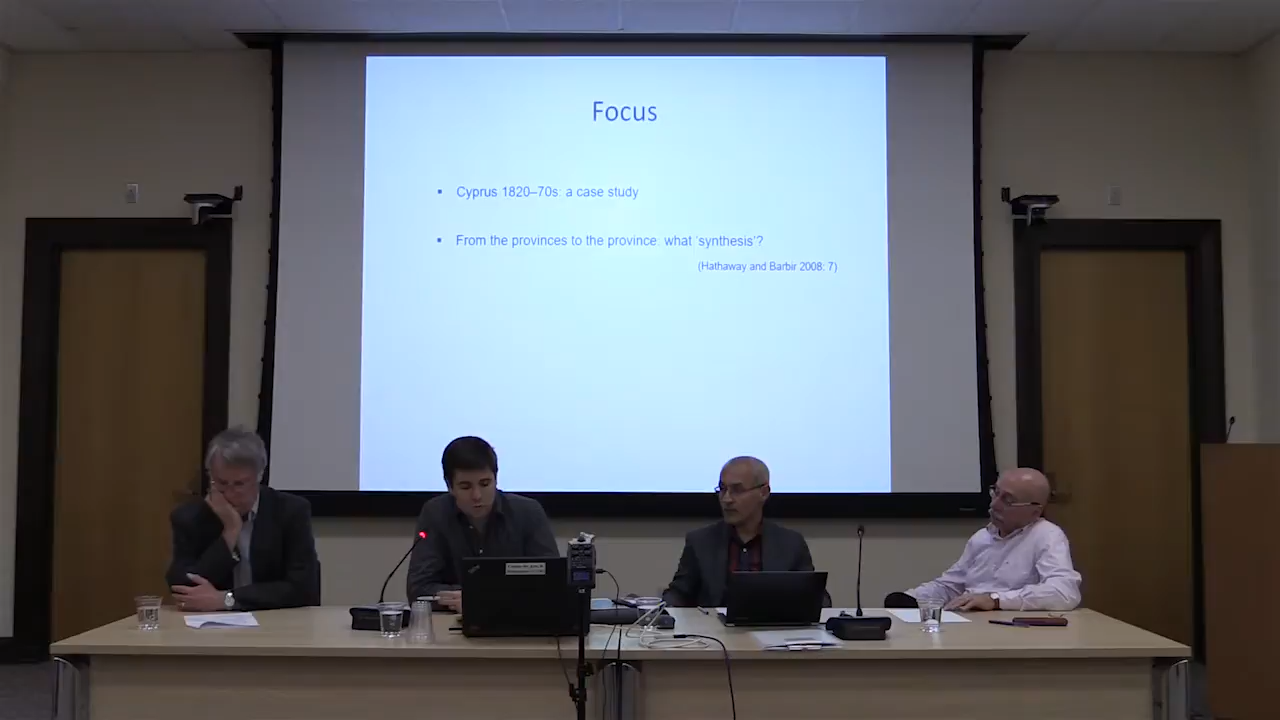 Focus
▪ Cyprus 1820–70s: a case study
▪ From the provinces to the province: what ‘synthesis’?
(Hathaway and Barbir 2008: 7)